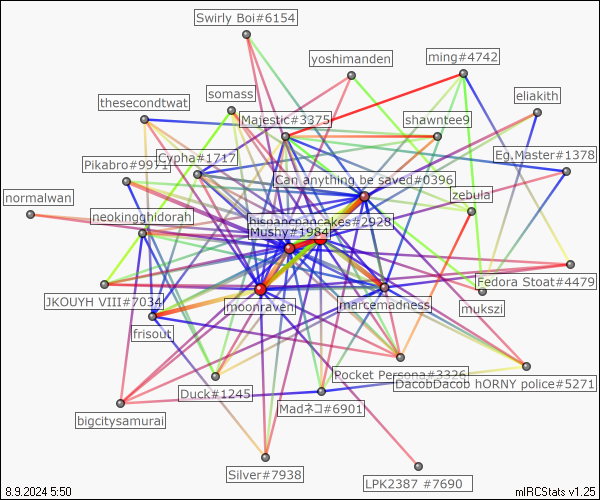 Swirly Boi#6154
yoshimanden
ming#4742
somass
eliakith
thesecondtwat
Majestic#3375
shawntee9
Cypha#1717
Eg.Master#1378
Pikabro#9971
Can anything be saved#0396
normalwan
zebula
neokingghidorah
hispancpancakes#2928
Mushy#1984
Fedora Stoat#4479
JKOUYH VIII#7034
moonraven
marcemadness
mukszi
frisout
Pocket Persona#3326
DacobDacob hORNY police#5271
Duck#1245
Madネコ#6901
bigcitysamurai
Silver#7938
LPK2387 #7690
8.9.2024 5:50
mIRCStats v1.25